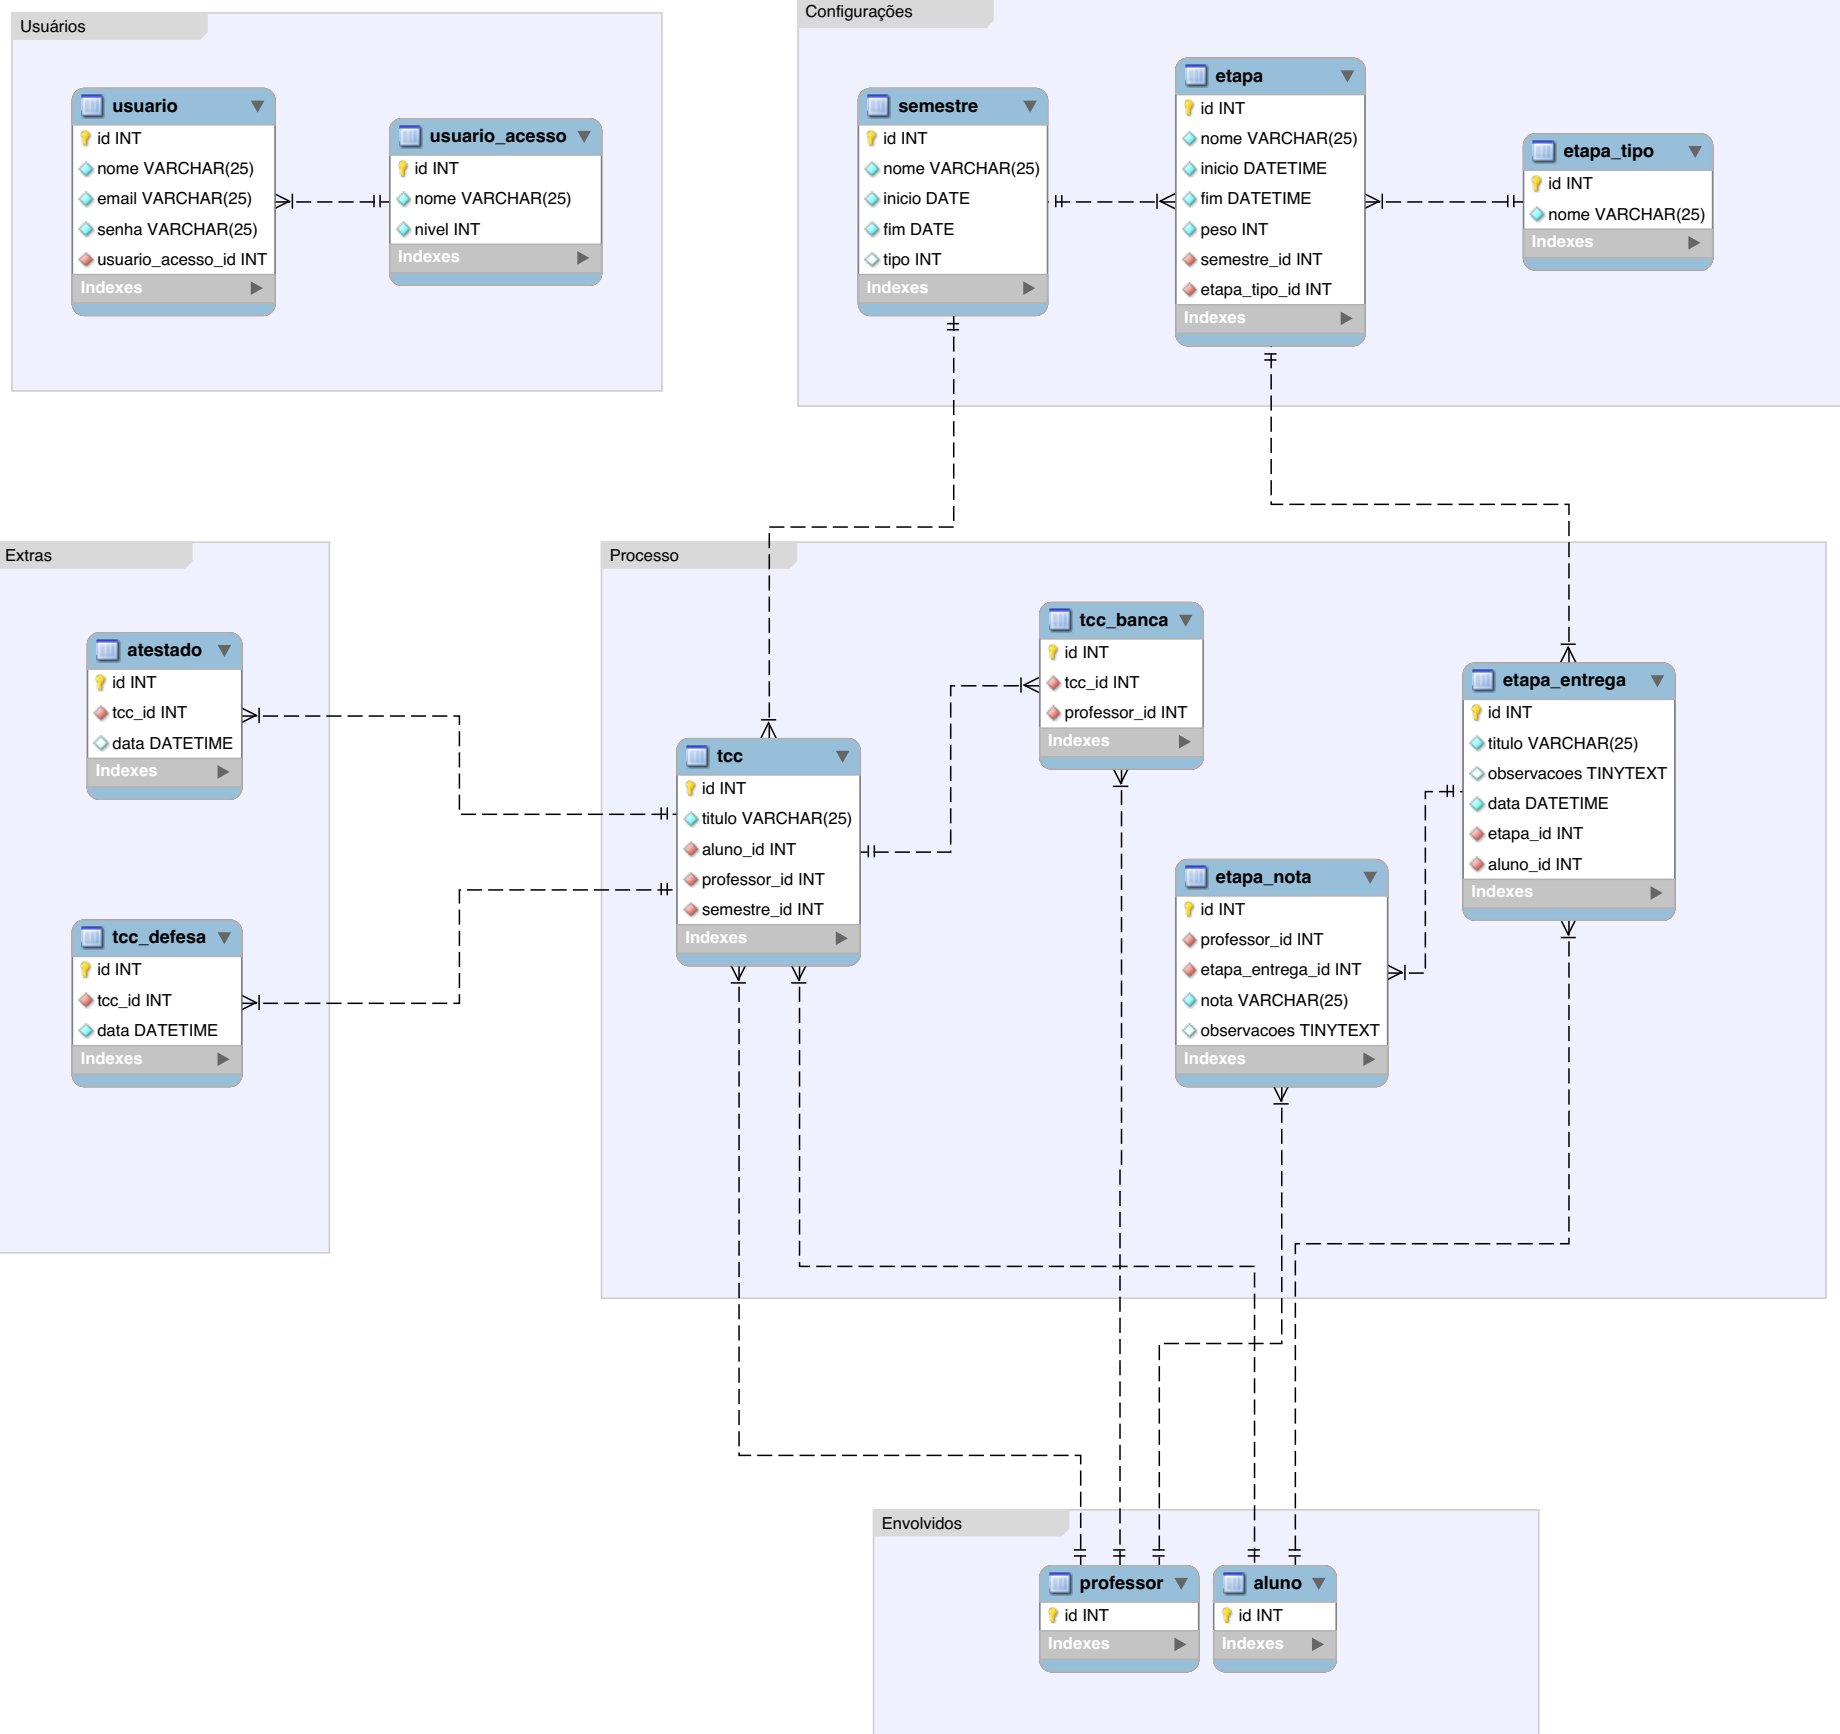 Usuários
usuario
id INT
nome VARCHAR(25)
email VARCHAR(25)
senha VARCHAR(25)
usuario_acesso_id INT
Indexes
usuario_acesso
id INT
nome VARCHAR(25)
nivel INT
Indexes
Configurações
semestre
id INT
nome VARCHAR(25)
inicio DATE
fim DATE
tipo INT
Indexes
etapa
id INT
nome VARCHAR(25)
inicio DATETIME
fim DATETIME
peso INT
semestre_id INT
etapa_tipo_id INT
Indexes
etapa_tipo
id INT
nome VARCHAR(25)
Indexes
Extras
atestado
id INT
tcc_id INT
data DATETIME
Indexes
tcc_defesa
id INT
tcc_id INT
data DATETIME
Indexes
Processo
tcc
id INT
titulo VARCHAR(25)
aluno_id INT
professor_id INT
semestre_id INT
Indexes
tcc_banca
id INT
tcc_id INT
professor_id INT
Indexes
etapa_nota
id INT
professor_id INT
etapa_entrega_id INT
nota VARCHAR(25)
observacoes TINYTEXT
Indexes
etapa_entrega
id INT
titulo VARCHAR(25)
observacoes TINYTEXT
data DATETIME
etapa_id INT
aluno_id INT
Indexes
Envolvidos
professor
id INT
Indexes
aluno
id INT
Indexes